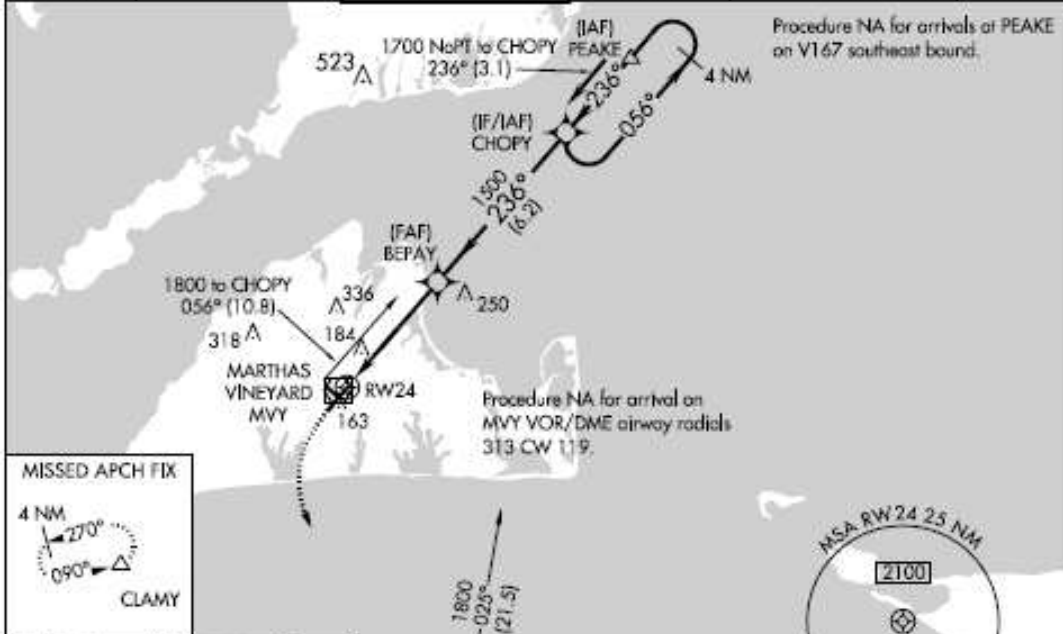 Procedure NA for arrivals at PEAKE
on V167 southeast bound.
(IAF)
PEAKE
1700 NoPT to CHOPY
236° (3.1)
523
4 NM
236°
056°
(IF/IAF)
CHOPY
1500
236°
(6.2)
(FAF)
BEPAY
250
1800 to CHOPY
056° (10.8)
336
318
184
MARTHAS
VINEYARD
MVY
RW24
163
Procedure NA for arrival on
MVY VOR/DME airway radials
313 CW 119.
MISSED APCH FIX
4 NM
270°
090°
CLAMY
1800
025°
(21.5)
MSA RW24 25 NM
2100